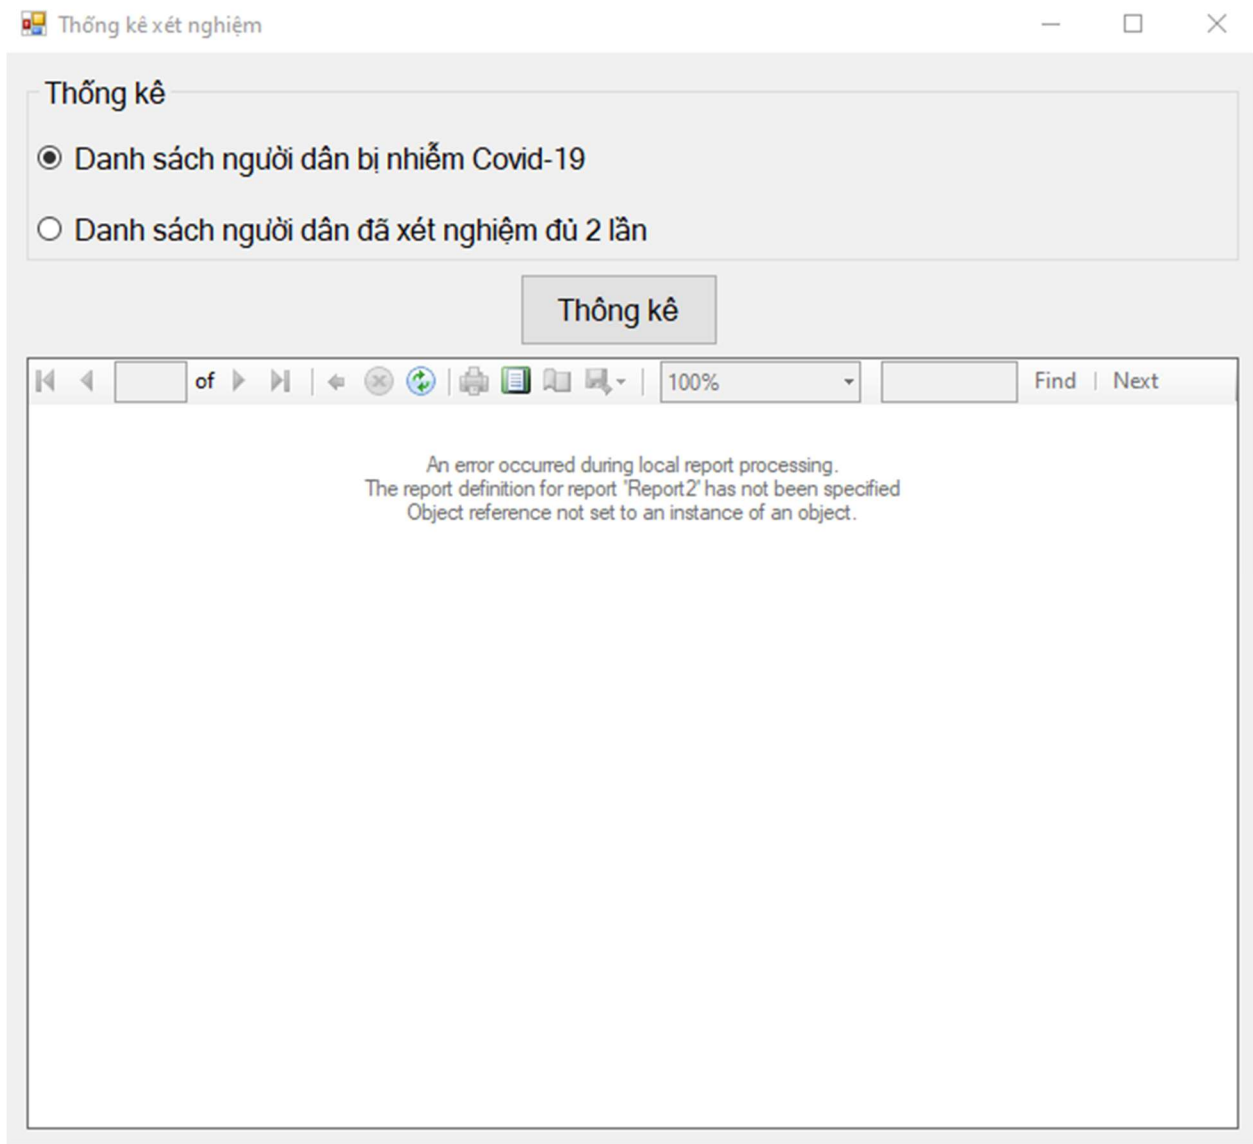 Thống kê xét nghiệm
Thống kê
Danh sách người dân bị nhiễm Covid-19
Danh sách người dân đã xét nghiệm đủ 2 lần
Thông kê
of
100%
Find | Next
An error occurred during local report processing.
The report definition for report 'Report2' has not been specified
Object reference not set to an instance of an object.